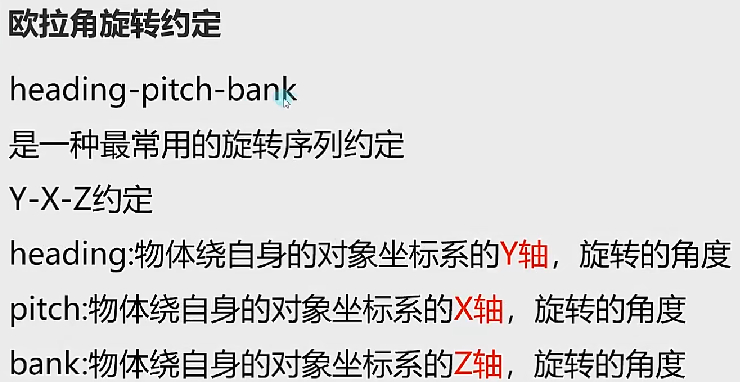 欧拉角旋转约定
heading-pitch-bank
是一种最常用的旋转序列约定
Y-X-Z约定
heading:物体绕自身的对象坐标系的Y轴，旋转的角度
pitch:物体绕自身的对象坐标系的X轴，旋转的角度
bank:物体绕自身的对象坐标系的Z轴，旋转的角度